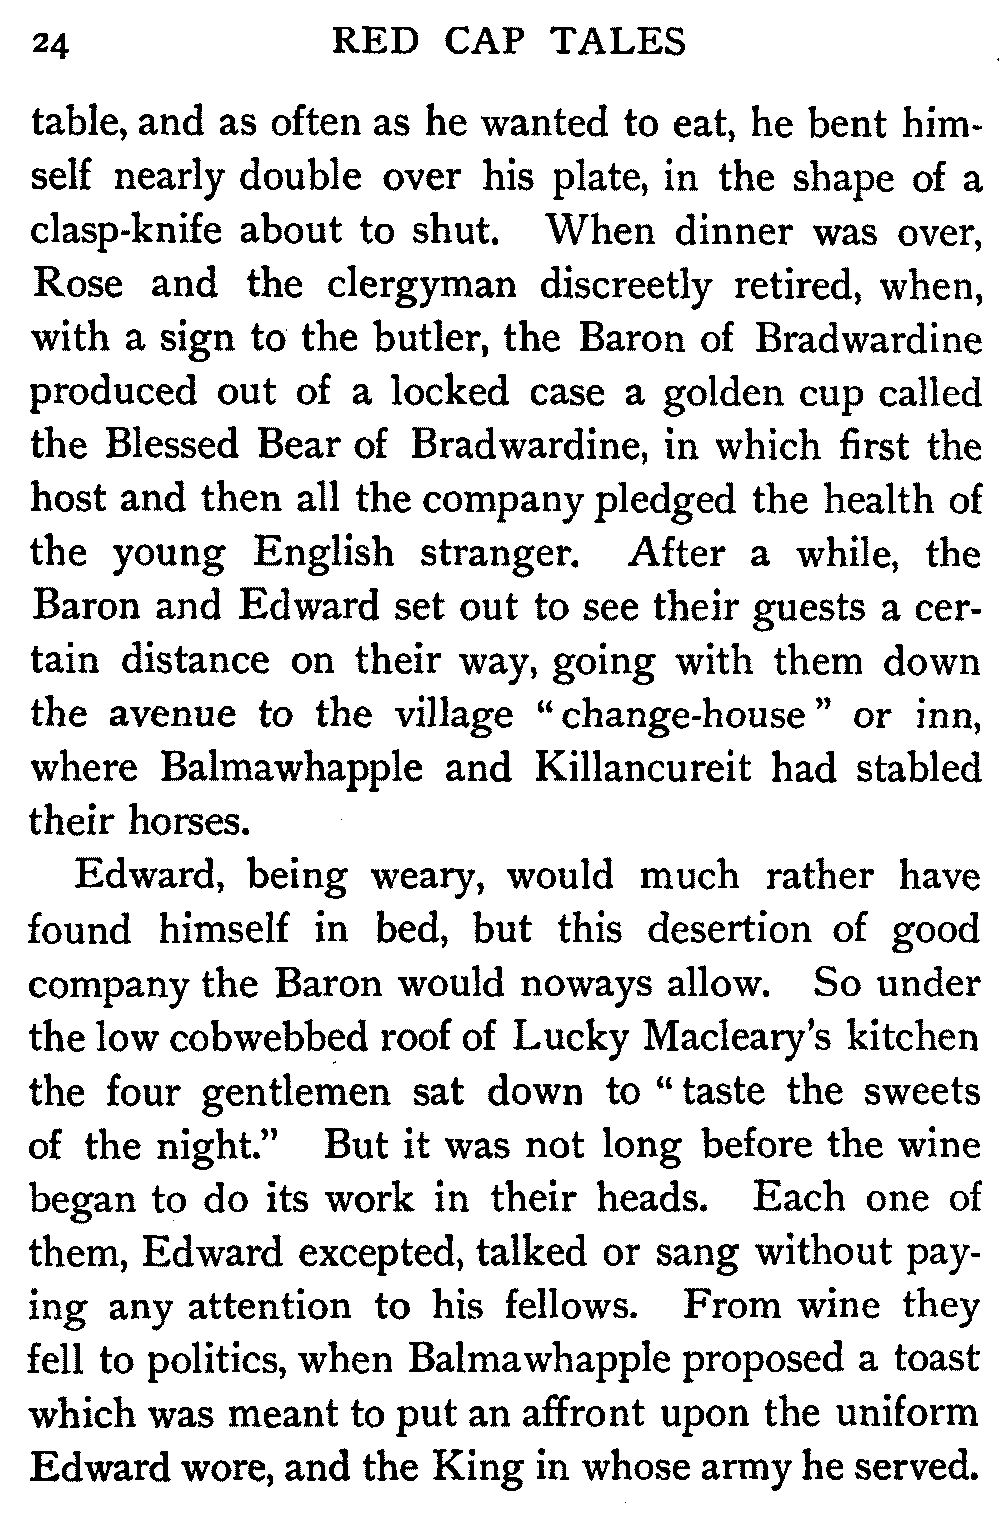 24 RED CAP TALES
table, and as often as he wanted to eat, he bent him-
self nearly double over his plate, in the shape of a
clasp-knife about to shut. When dinner was over,
Rose and the clergyman discreetly retired, when,
with a sign to the butler, the Baron of Bradwardine
produced out of a locked case a golden cup called
the Blessed Bear of Bradwardine, in which first the
host and then all the company pledged the health of
the young English stranger. After a while, the
Baron and Edward set out to see their guests a cer-
tain distance on their way, going with them down
the avenue to the village “change-house” or inn,
where Balmawhapple and Killancureit had stabled
their horses.
Edward, being weary, would much rather have
found himself in bed, but this desertion of good
company the Baron would noways allow. So under
the low cobwebbed roof of Lucky Macleary’s kitchen
the four gentlemen sat down to “taste the sweets
of the night.” But it was not long before the wine
began to do its work in their heads. Each one of
them, Edward excepted, talked or sang without pay-
ing any attention to his fellows. From wine they
fell to politics, when Balmawhapple proposed a toast
which was meant to put an affront upon the uniform
Edward wore, and the King in whose army he served.